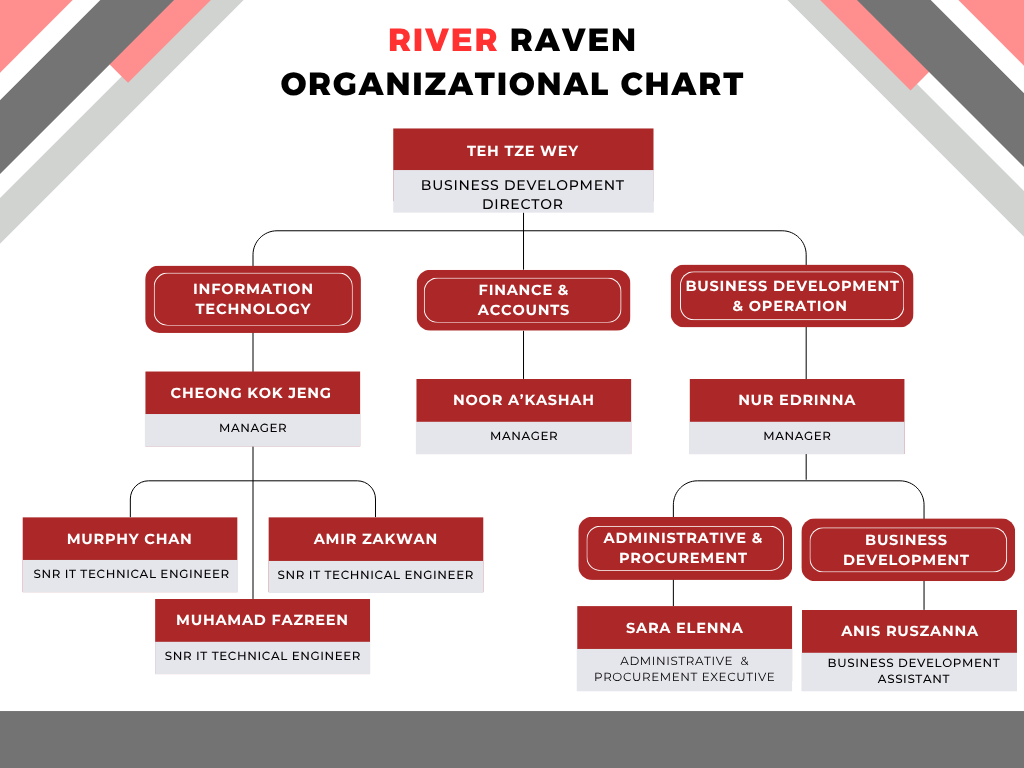 RIVER RAVEN
ORGANIZATIONAL CHART
TEH TZE WEY
BUSINESS DEVELOPMENT
DIRECTOR
INFORMATION
TECHNOLOGY
FINANCE &
ACCOUNTS
BUSINESS DEVELOPMENT
& OPERATION
CHEONG KOK JENG
MANAGER
NOOR A’KASHAH
MANAGER
NUR EDRINNA
MANAGER
MURPHY CHAN
SNR IT TECHNICAL ENGINEER
AMIR ZAKWAN
SNR IT TECHNICAL ENGINEER
MUHAMAD FAZREEN
SNR IT TECHNICAL ENGINEER
ADMINISTRATIVE &
PROCUREMENT
BUSINESS
DEVELOPMENT
SARA ELENNA
ADMINISTRATIVE &
PROCUREMENT EXECUTIVE
ANIS RUSZANNA
BUSINESS DEVELOPMENT
ASSISTANT